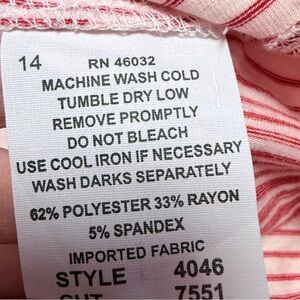 14 RN 46032
MACHINE WASH COLD
TUMBLE DRY LOW
REMOVE PROMPTLY
DO NOT BLEACH
USE COOL IRON IF NECESSARY
WASH DARKS SEPARATELY
62% POLYESTER 33% RAYON
5% SPANDEX
IMPORTED FABRIC
STYLE 4046
CUT 7551